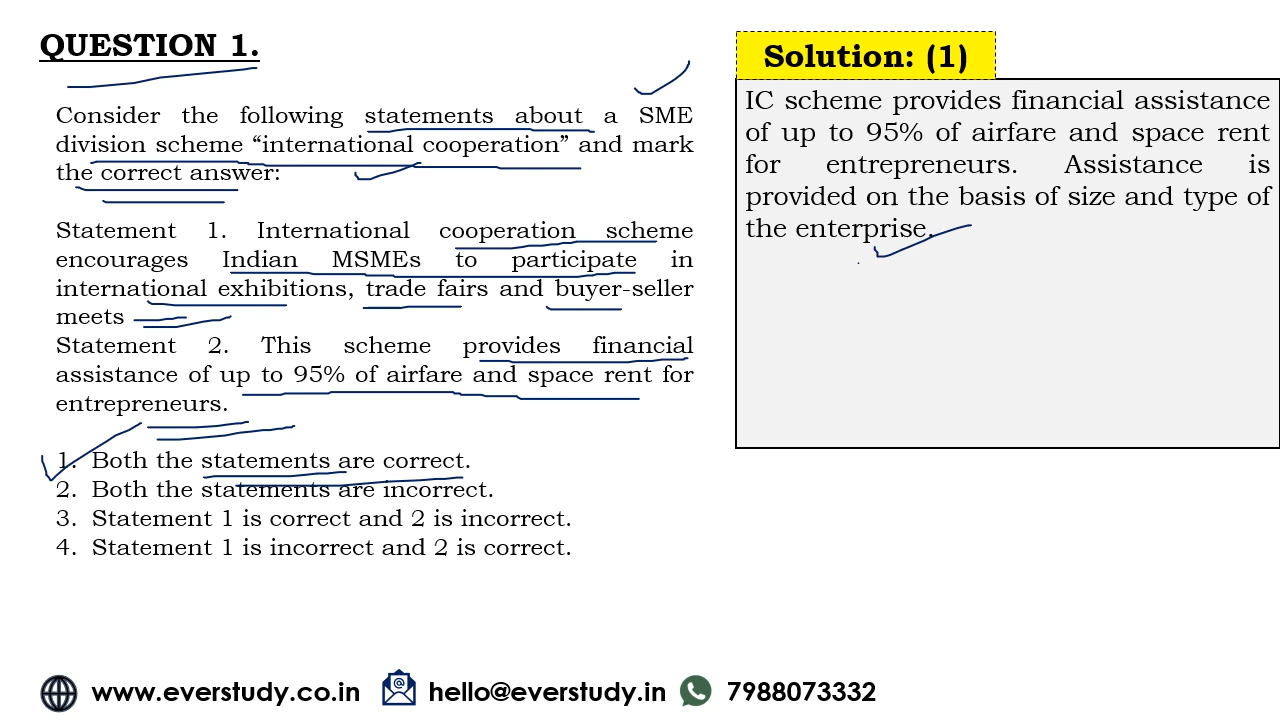 QUESTION 1.
Consider the following statements about a SME
division scheme “international cooperation” and mark
the correct answer:
Statement 1. International cooperation scheme
encourages Indian MSMEs to participate in
international exhibitions, trade fairs and buyer-seller
meets
Statement 2. This scheme provides financial
assistance of up to 95% of airfare and space rent for
entrepreneurs.
1. Both the statements are correct.
2. Both the statements are incorrect.
3. Statement 1 is correct and 2 is incorrect.
4. Statement 1 is incorrect and 2 is correct.
Solution: (1)
IC scheme provides financial assistance
of up to 95% of airfare and space rent
for entrepreneurs. Assistance is
provided on the basis of size and type of
the enterprise.
www.everstudy.co.in hello@everstudy.in 7988073332